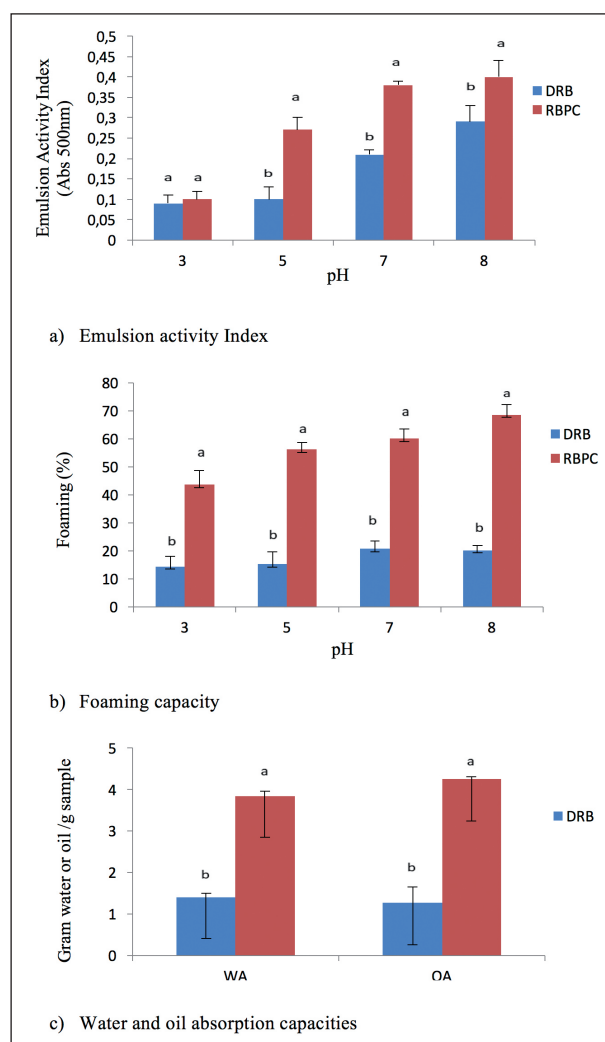 0,5
0,45
0,4
0,35
0,3
0,25
0,2
0,15
0,1
0,05
0
Emulsion Activity Index
(Abs 500nm)
a a
b a
b a
b a
DRB
RBPC
3 5 7 8
pH
a) Emulsion activity Index
80
70
60
50
40
30
20
10
0
Foaming (%)
b a
b a
b a
b a
DRB
RBPC
3 5 7 8
pH
b) Foaming capacity
5
4
3
2
1
0
Gram water or oil /g sample
b a
b a
DRB
WA OA
c) Water and oil absorption capacities